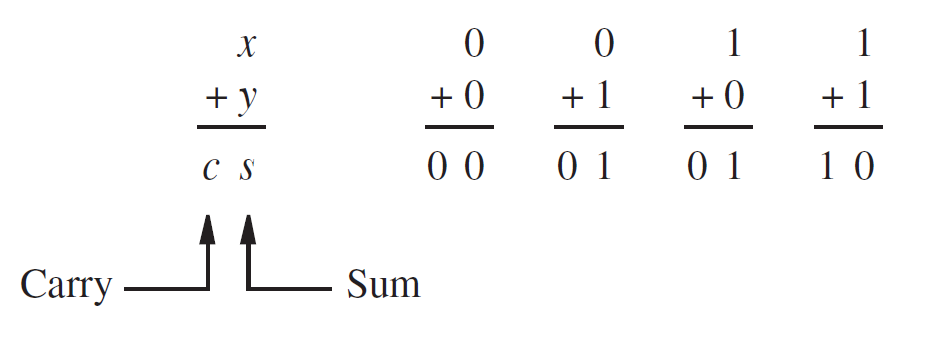 x 0 0 1 1
+ y + 0 + 1 + 0 + 1
c s 0 0 0 1 0 1 1 0
Carry Sum